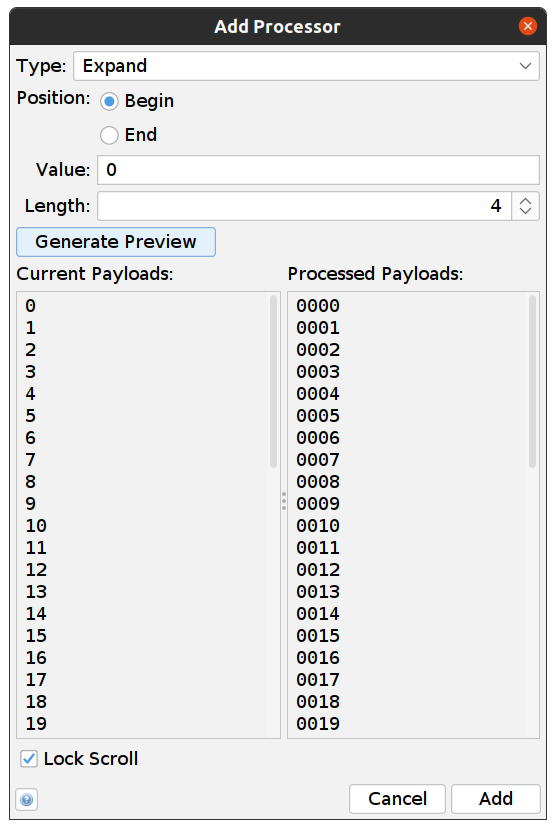 Add Processor
Type: Expand
Position: Begin
End
Value: 0
Length: 4
Generate Preview
Current Payloads: Processed Payloads:
0 0000
1 0001
2 0002
3 0003
4 0004
5 0005
6 0006
7 0007
8 0008
9 0009
10 0010
11 0011
12 0012
13 0013
14 0014
15 0015
16 0016
17 0017
18 0018
19 0019
Lock Scroll
Cancel Add